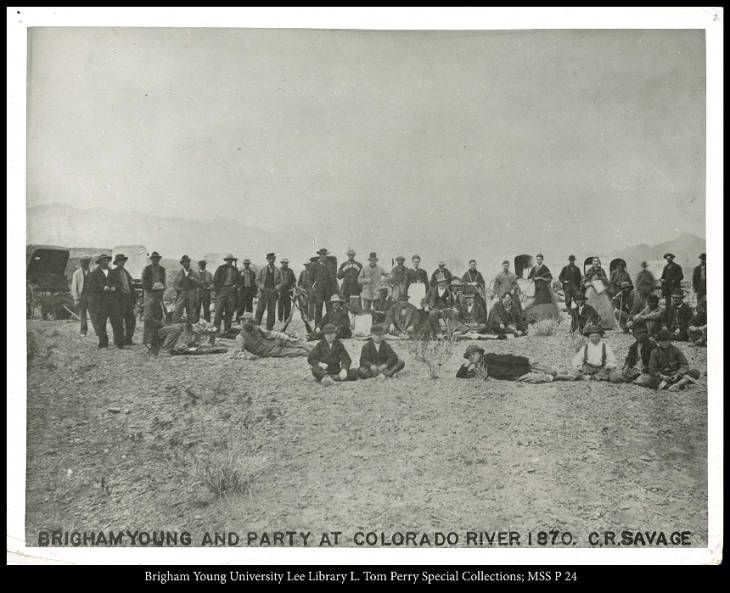 BRIGHAM YOUNG AND PARTY AT COLORADO RIVER 1870. C.R. SAVAGE
Brigham Young University Lee Library L. Tom Perry Special Collections; MSS P 24